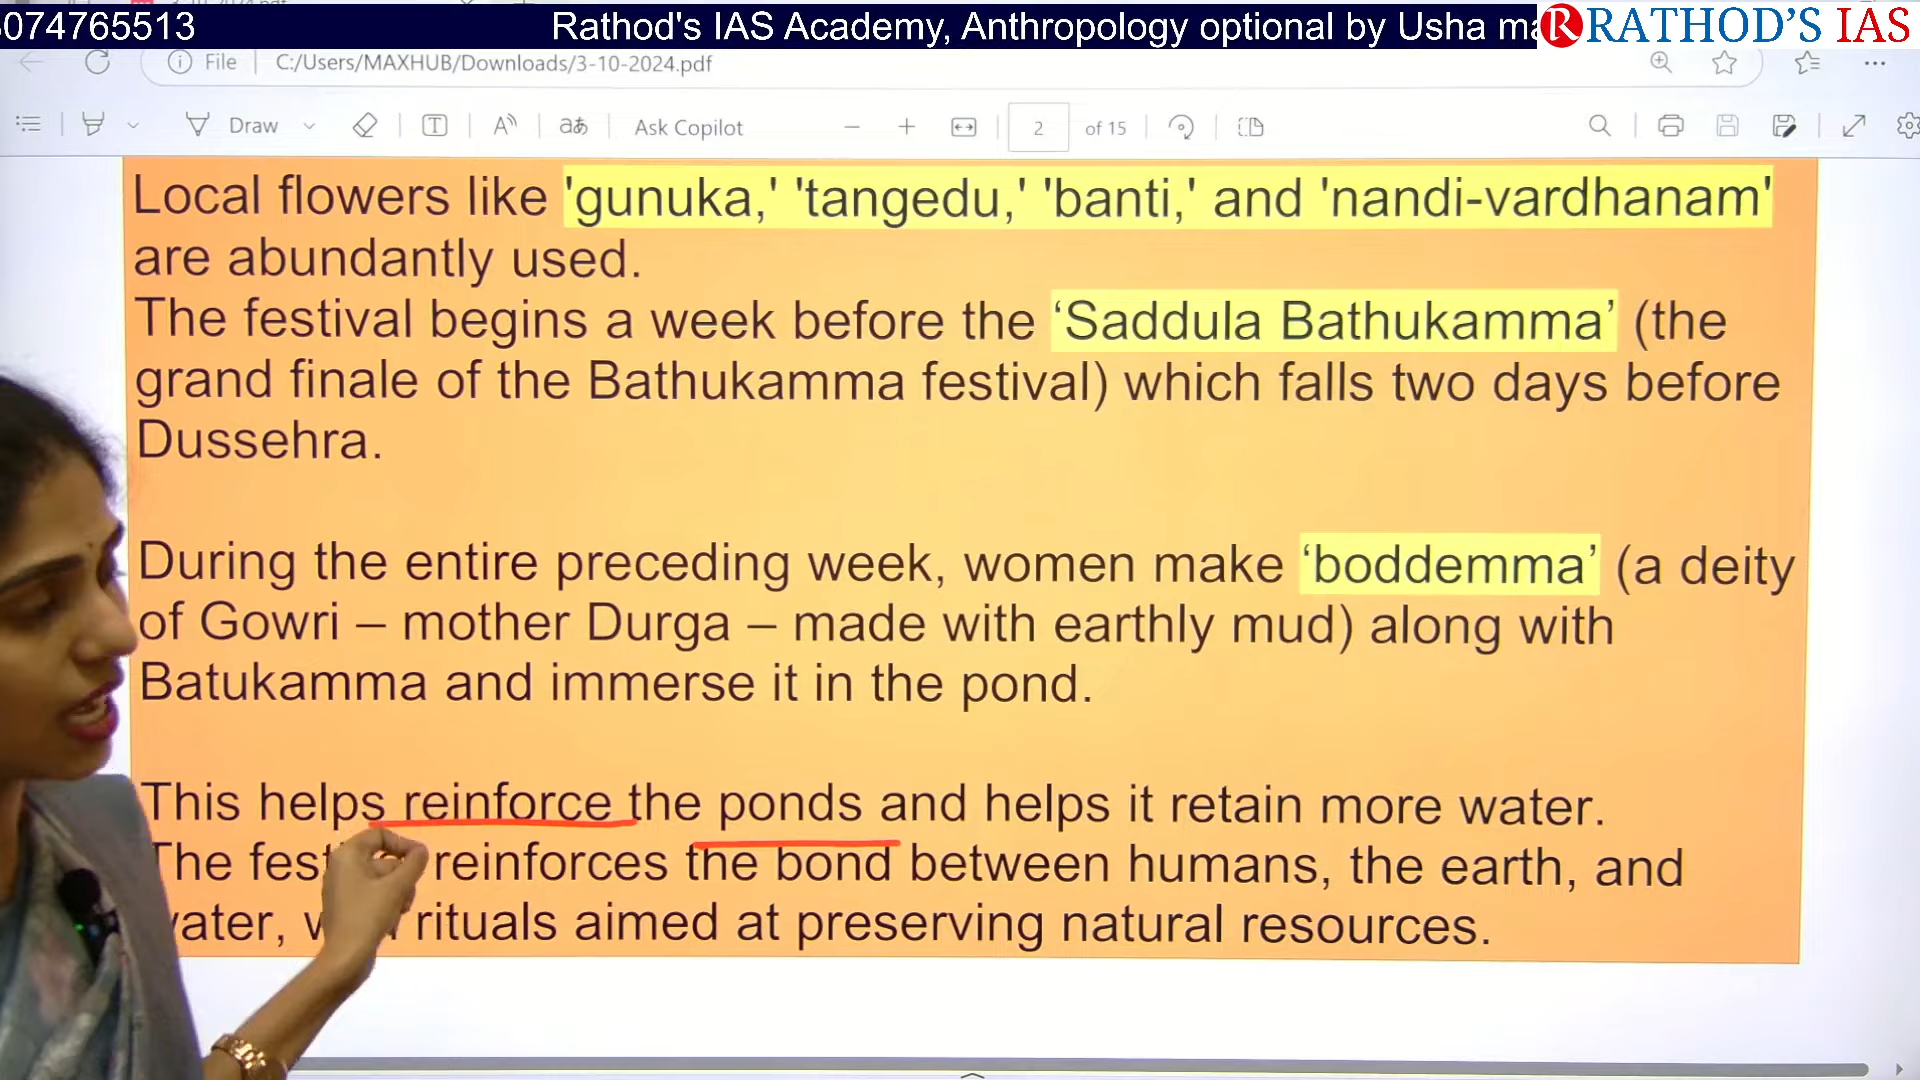 074765513 Rathod's IAS Academy, Anthropology optional by Usha ma
RATHOD'S IAS
File C:/Users/MAXHUB/Downloads/3-10-2024.pdf
Draw Ask Copilot 2 of 15
Local flowers like 'gunuka,' 'tangedu,' 'banti,' and 'nandi-vardhanam'
are abundantly used.
The festival begins a week before the ‘Saddula Bathukamma’ (the
grand finale of the Bathukamma festival) which falls two days before
Dussehra.
During the entire preceding week, women make ‘boddemma’ (a deity
of Gowri – mother Durga – made with earthly mud) along with
Batukamma and immerse it in the pond.
This helps reinforce the ponds and helps it retain more water.
The reinforces the bond between humans, the earth, and
rituals aimed at preserving natural resources.